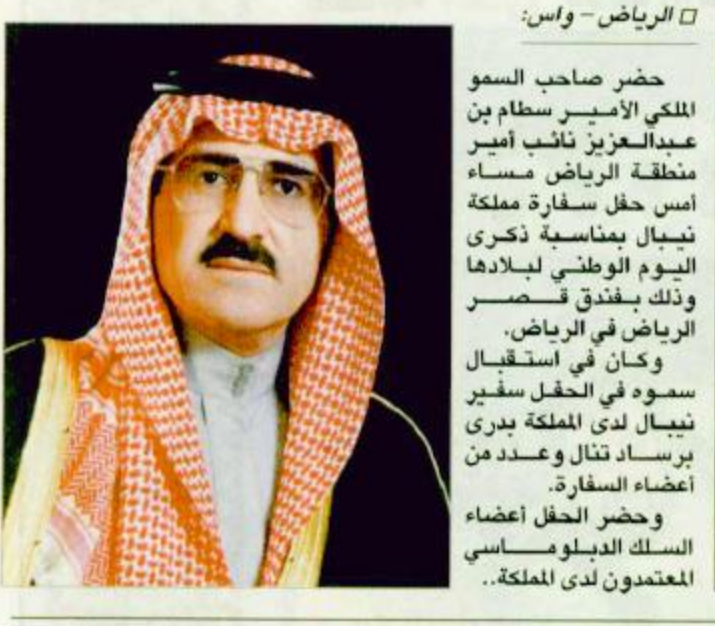 □ الرياض – واس:
حضر صاحب السمو
الملكي الأمير سطام بن
عبدالعزيز نائب أمير
منطقة الرياض مساء
أمس حفل سفارة مملكة
نيبال بمناسبة ذكرى
اليوم الوطني لبلادها
وذلك بفندق قصر
الرياض في الرياض.
وكان في استقبال
سموه في الحفل سفير
نيبال لدى المملكة بدرى
برساد تنال وعدد من
أعضاء السفارة.
وحضر الحفل أعضاء
السلك الدبلوماسي
المعتمدون لدى المملكة..